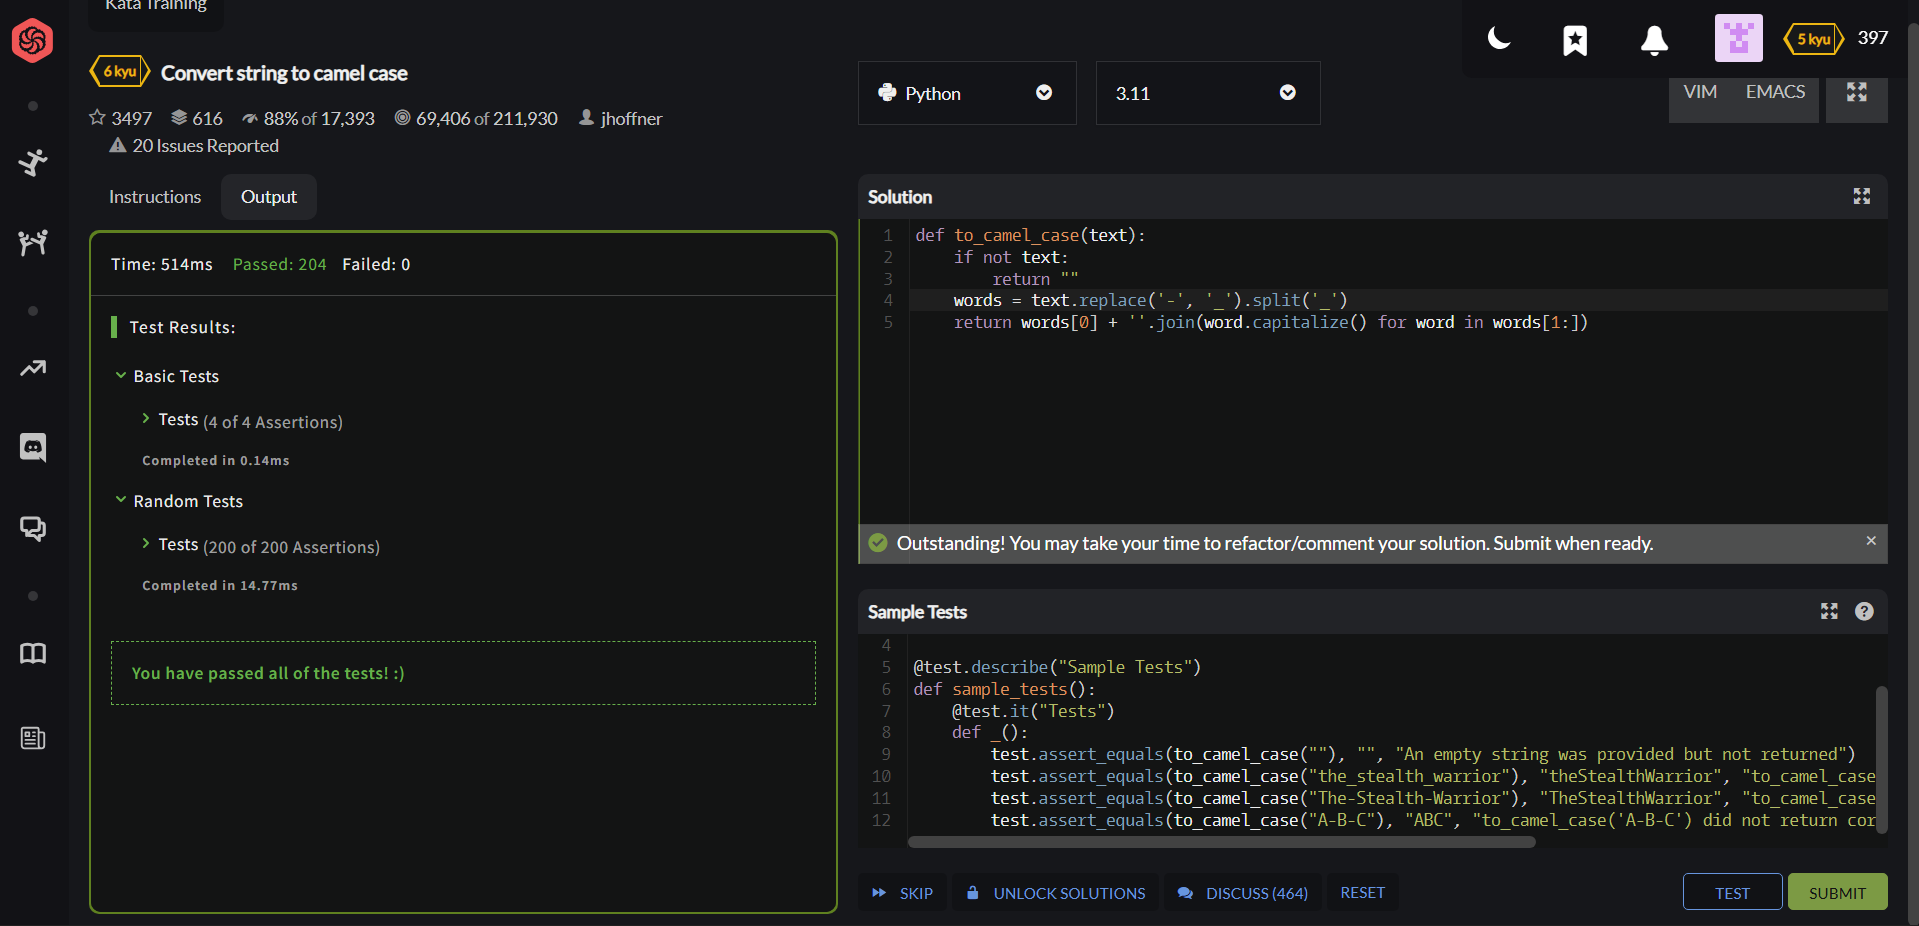 Kata Training
6 kyu Convert string to camel case
3497 616 88% of 17,393 69,406 of 211,930 jhoffner
20 Issues Reported
Instructions Output
Time: 514ms Passed: 204 Failed: 0
Test Results:
Basic Tests
Tests (4 of 4 Assertions)
Completed in 0.14ms
Random Tests
Tests (200 of 200 Assertions)
Completed in 14.77ms
You have passed all of the tests! :)
5 kyu 397
Python 3.11 VIM EMACS
Solution
1 def to_camel_case(text):
2     if not text:
3         return ""
4     words = text.replace('-', '_').split('_')
5     return words[0] + ''.join(word.capitalize() for word in words[1:])
Outstanding! You may take your time to refactor/comment your solution. Submit when ready. ×
Sample Tests ?
4
5 @test.describe("Sample Tests")
6 def sample_tests():
7     @test.it("Tests")
8     def _():
9         test.assert_equals(to_camel_case(""), "", "An empty string was provided but not returned")
10         test.assert_equals(to_camel_case("the_stealth_warrior"), "theStealthWarrior", "to_camel_case
11         test.assert_equals(to_camel_case("The-Stealth-Warrior"), "TheStealthWarrior", "to_camel_case
12         test.assert_equals(to_camel_case("A-B-C"), "ABC", "to_camel_case('A-B-C') did not return cor
SKIP UNLOCK SOLUTIONS DISCUSS (464) RESET TEST SUBMIT